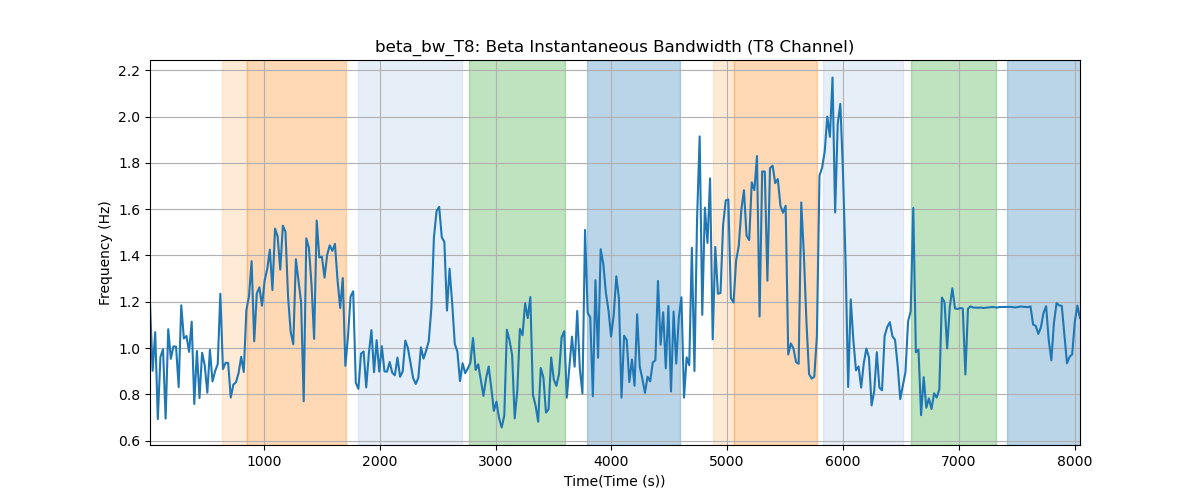 beta_bw_T8: Beta Instantaneous Bandwidth (T8 Channel)
2.2
2.0
1.8
1.6
1.4
1.2
1.0
0.8
0.6
Frequency (Hz)
1000 2000 3000 4000 5000 6000 7000 8000
Time(Time (s))